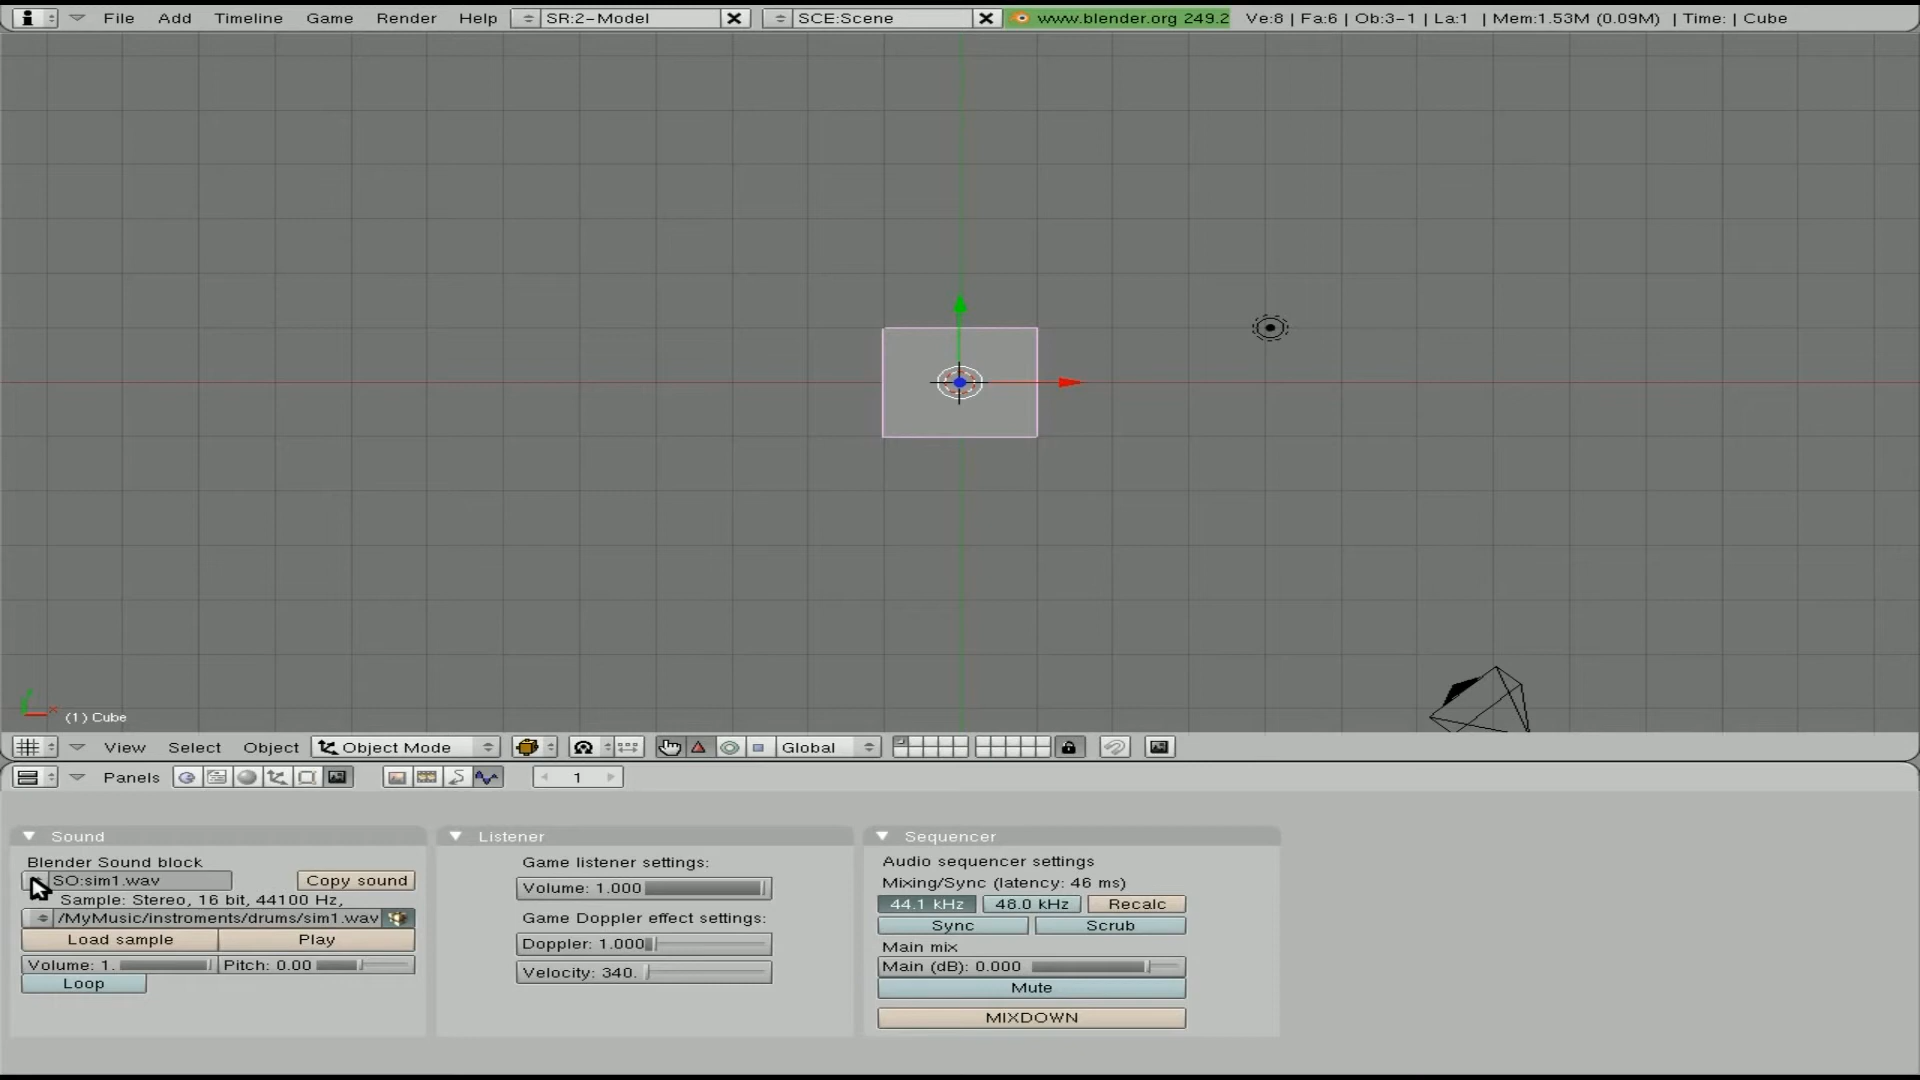 File Add Timeline Game Render Help SR:2-Model SCE:Scene www.blender.org 249.2 Ve:8 | Fa:6 | Ob:3-1 | La:1 | Mem:1.53M (0.09M) | Time: | Cube
(1) Cube
View Select Object Object Mode Global
Panels 1
Sound Listener Sequencer
Blender Sound block Game listener settings: Audio sequencer settings
SO:sim1.wav Copy sound Volume: 1.000 Mixing/Sync (latency: 46 ms)
Sample: Stereo, 16 bit, 44100 Hz, 44.1 kHz 48.0 kHz Recalc
/MyMusic/instroments/drums/sim1.wav Game Doppler effect settings: Sync Scrub
Load sample Play Doppler: 1.000 Main mix
Volume: 1. Pitch: 0.00 Velocity: 340. Main (dB): 0.000
Loop Mute
MIXDOWN